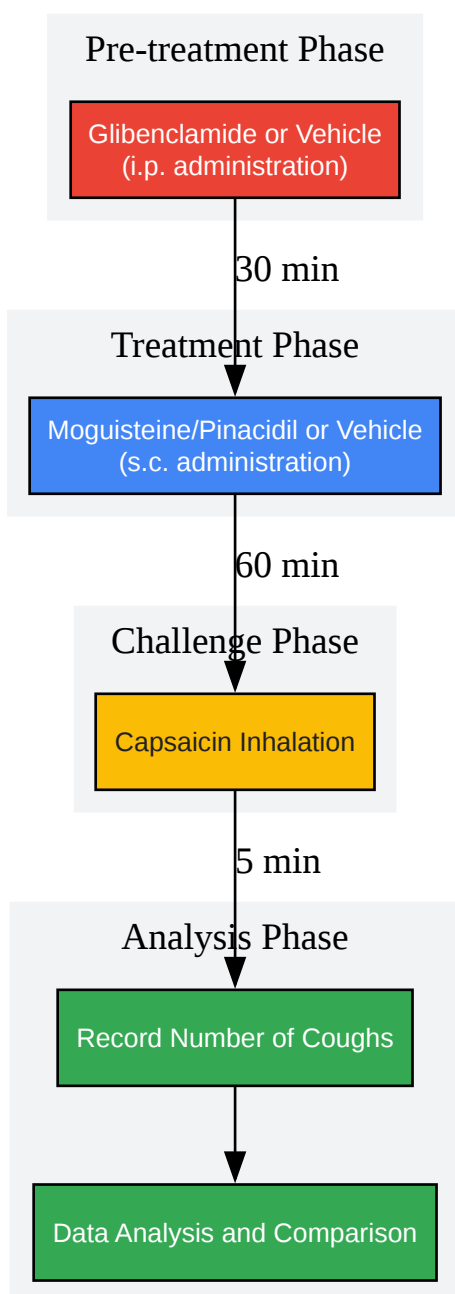 Pre-treatment Phase
Glibenclamide or Vehicle
(i.p. administration)
30 min
Treatment Phase
Moguisteine/Pinacidil or Vehicle
(s.c. administration)
60 min
Challenge Phase
Capsaicin Inhalation
5 min
Analysis Phase
Record Number of Coughs
Data Analysis and Comparison